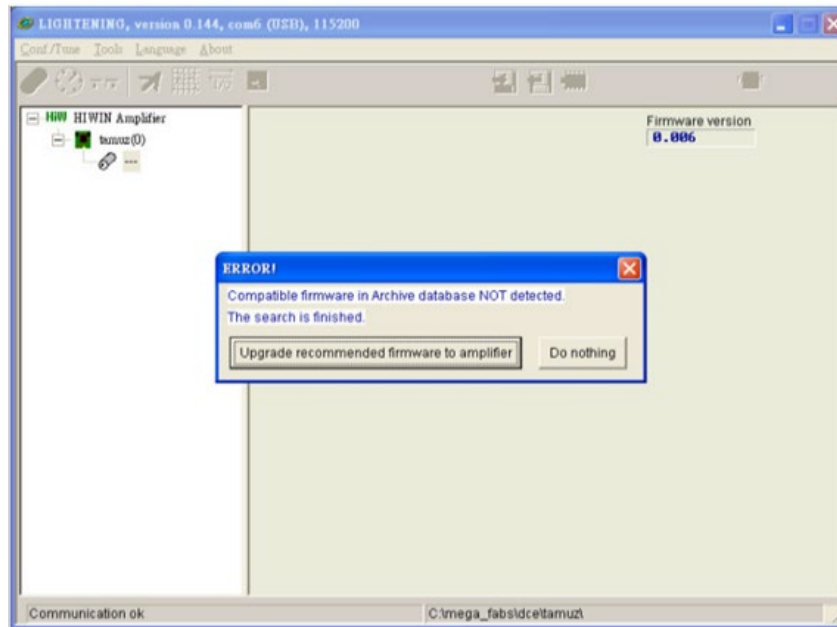 LIGHTENING, version 0.144, com6 (USB), 115200
Conf./Tune Tools Language About
HIWIN Amplifier
tamuz(0)
---
Firmware version
0.006
ERROR!
Compatible firmware in Archive database NOT detected.
The search is finished.
Upgrade recommended firmware to amplifier Do nothing
Communication ok C:\mega_fabs\dce\tamuz\